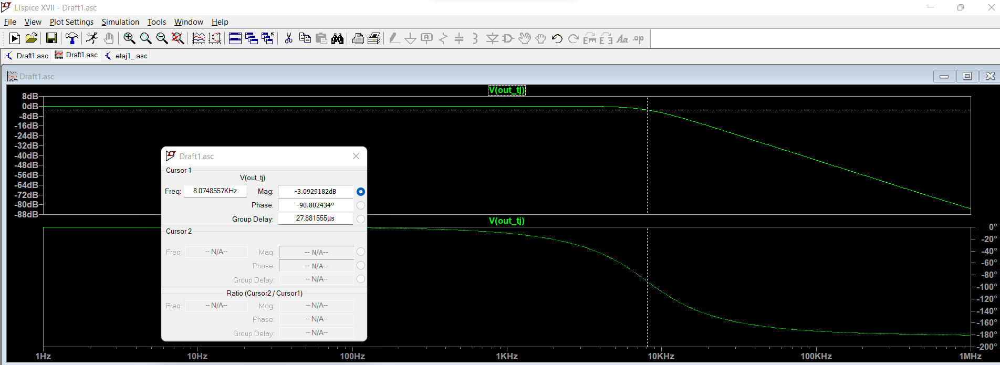 LTspice XVII - Draft1.asc
File View Plot Settings Simulation Tools Window Help
Draft1.asc Draft1.asc etaj1_.asc
Draft1.asc
V(out_tj)
8dB
0dB
-8dB
-16dB
-24dB
-32dB
-40dB
-48dB
-56dB
-64dB
-72dB
-80dB
-88dB
Draft1.asc
Cursor 1
V(out_tj)
Freq: 8.0748557KHz Mag: -3.0929182dB
Phase: -90.802434°
Group Delay: 27.881555µs
Cursor 2
Freq: -- N/A-- Mag: -- N/A--
Phase: -- N/A--
Group Delay: -- N/A--
Ratio (Cursor2 / Cursor1)
Freq: -- N/A-- Mag: -- N/A--
Phase: -- N/A--
Group Delay: -- N/A--
V(out_tj)
0°
-20°
-40°
-60°
-80°
-100°
-120°
-140°
-160°
-180°
-200°
1Hz 10Hz 100Hz 1KHz 10KHz 100KHz 1MHz